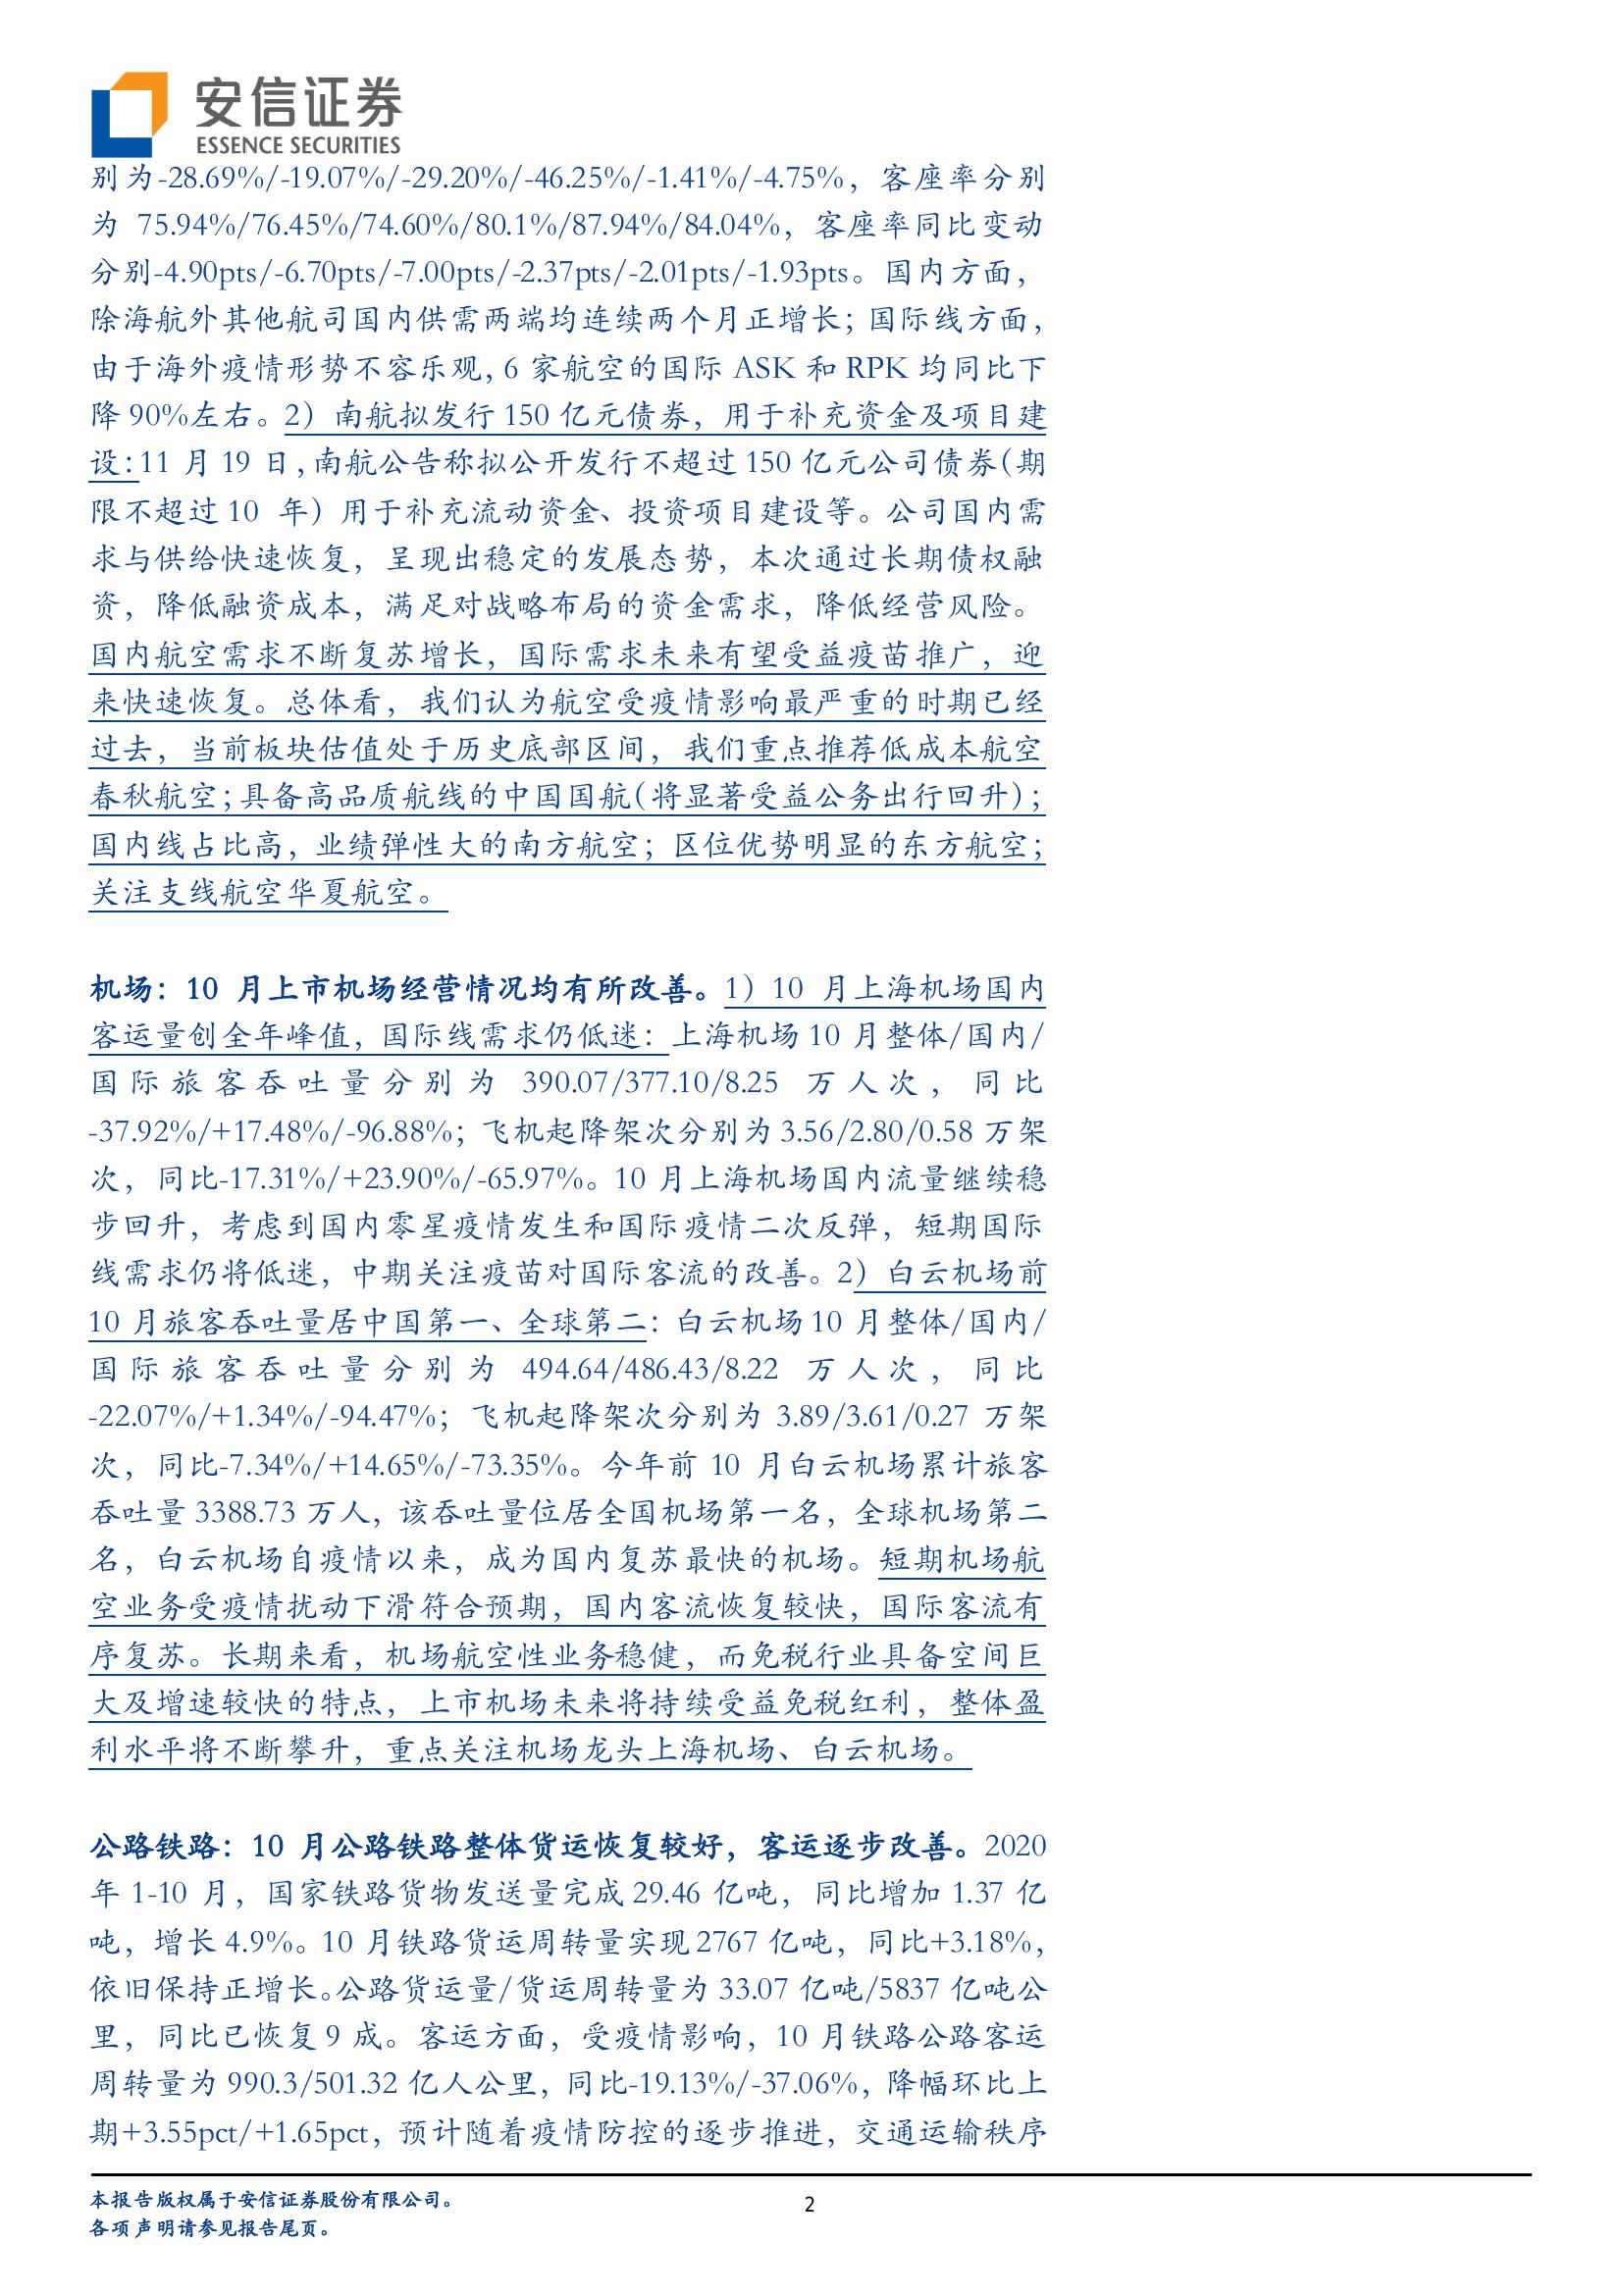 安信证券
ESSENCE SECURITIES
别为-28.69%/-19.07%/-29.20%/-46.25%/-1.41%/-4.75%，客座率分别
为 75.94%/76.45%/74.60%/80.1%/87.94%/84.04%，客座率同比变动
分别-4.90pts/-6.70pts/-7.00pts/-2.37pts/-2.01pts/-1.93pts。国内方面，
除海航外其他航司国内供需两端均连续两个月正增长；国际线方面，
由于海外疫情形势不容乐观，6 家航空的国际 ASK 和 RPK 均同比下
降 90%左右。2）南航拟发行 150 亿元债券，用于补充资金及项目建
设：11 月 19 日，南航公告称拟公开发行不超过 150 亿元公司债券（期
限不超过 10 年）用于补充流动资金、投资项目建设等。公司国内需
求与供给快速恢复，呈现出稳定的发展态势，本次通过长期债权融
资，降低融资成本，满足对战略布局的资金需求，降低经营风险。
国内航空需求不断复苏增长，国际需求未来有望受益疫苗推广，迎
来快速恢复。总体看，我们认为航空受疫情影响最严重的时期已经
过去，当前板块估值处于历史底部区间，我们重点推荐低成本航空
春秋航空；具备高品质航线的中国国航（将显著受益公务出行回升）；
国内线占比高，业绩弹性大的南方航空；区位优势明显的东方航空；
关注支线航空华夏航空。
机场：10 月上市机场经营情况均有所改善。1）10 月上海机场国内
客运量创全年峰值，国际线需求仍低迷：上海机场 10 月整体/国内/
国际旅客吞吐量分别为 390.07/377.10/8.25 万人次，同比
-37.92%/+17.48%/-96.88%；飞机起降架次分别为 3.56/2.80/0.58 万架
次，同比-17.31%/+23.90%/-65.97%。10 月上海机场国内流量继续稳
步回升，考虑到国内零星疫情发生和国际疫情二次反弹，短期国际
线需求仍将低迷，中期关注疫苗对国际客流的改善。2）白云机场前
10 月旅客吞吐量居中国第一、全球第二：白云机场 10 月整体/国内/
国际旅客吞吐量分别为 494.64/486.43/8.22 万人次，同比
-22.07%/+1.34%/-94.47%；飞机起降架次分别为 3.89/3.61/0.27 万架
次，同比-7.34%/+14.65%/-73.35%。今年前 10 月白云机场累计旅客
吞吐量 3388.73 万人，该吞吐量位居全国机场第一名，全球机场第二
名，白云机场自疫情以来，成为国内复苏最快的机场。短期机场航
空业务受疫情扰动下滑符合预期，国内客流恢复较快，国际客流有
序复苏。长期来看，机场航空性业务稳健，而免税行业具备空间巨
大及增速较快的特点，上市机场未来将持续受益免税红利，整体盈
利水平将不断攀升，重点关注机场龙头上海机场、白云机场。
公路铁路：10 月公路铁路整体货运恢复较好，客运逐步改善。2020
年 1-10 月，国家铁路货物发送量完成 29.46 亿吨，同比增加 1.37 亿
吨，增长 4.9%。10 月铁路货运周转量实现 2767 亿吨，同比+3.18%，
依旧保持正增长。公路货运量/货运周转量为 33.07 亿吨/5837 亿吨公
里，同比已恢复 9 成。客运方面，受疫情影响，10 月铁路公路客运
周转量为 990.3/501.32 亿人公里，同比-19.13%/-37.06%，降幅环比上
期+3.55pct/+1.65pct，预计随着疫情防控的逐步推进，交通运输秩序
本报告版权属于安信证券股份有限公司。
各项声明请参见报告尾页。
2